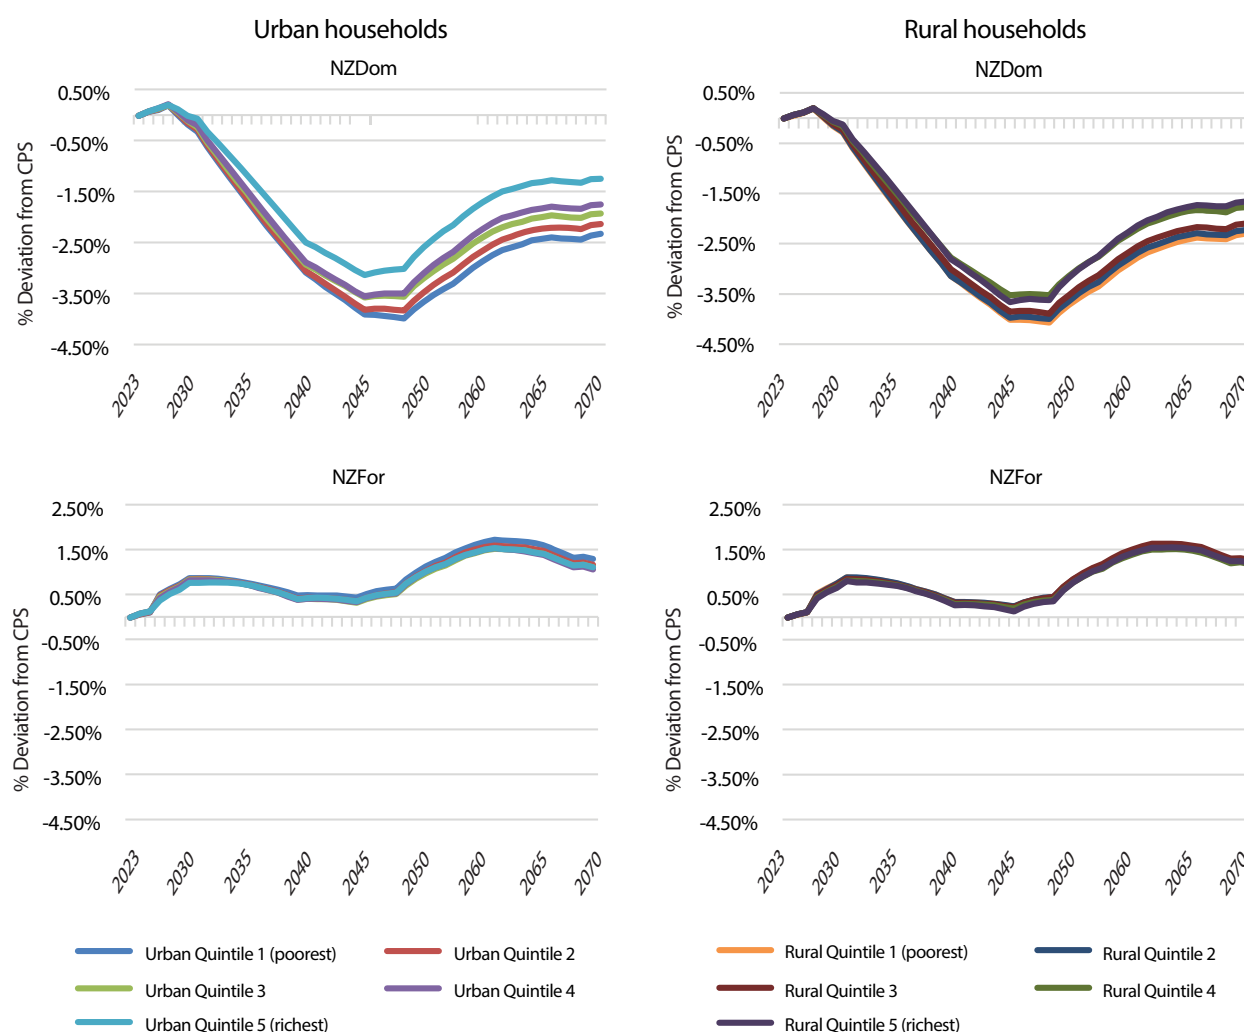 Urban households
NZDom
0.50%
-0.50%
-1.50%
-2.50%
-3.50%
-4.50%
% Deviation from CPS
2023 2030 2035 2040 2045 2050 2060 2065 2070
Rural households
NZDom
0.50%
-0.50%
-1.50%
-2.50%
-3.50%
-4.50%
% Deviation from CPS
2023 2030 2035 2040 2045 2050 2060 2065 2070
NZFor
2.50%
1.50%
0.50%
-0.50%
-1.50%
-2.50%
-3.50%
-4.50%
% Deviation from CPS
2023 2030 2035 2040 2045 2050 2060 2065 2070
NZFor
2.50%
1.50%
0.50%
-0.50%
-1.50%
-2.50%
-3.50%
-4.50%
% Deviation from CPS
2023 2030 2035 2040 2045 2050 2060 2065 2070
Urban Quintile 1 (poorest)
Urban Quintile 2
Urban Quintile 3
Urban Quintile 4
Urban Quintile 5 (richest)
Rural Quintile 1 (poorest)
Rural Quintile 2
Rural Quintile 3
Rural Quintile 4
Rural Quintile 5 (richest)